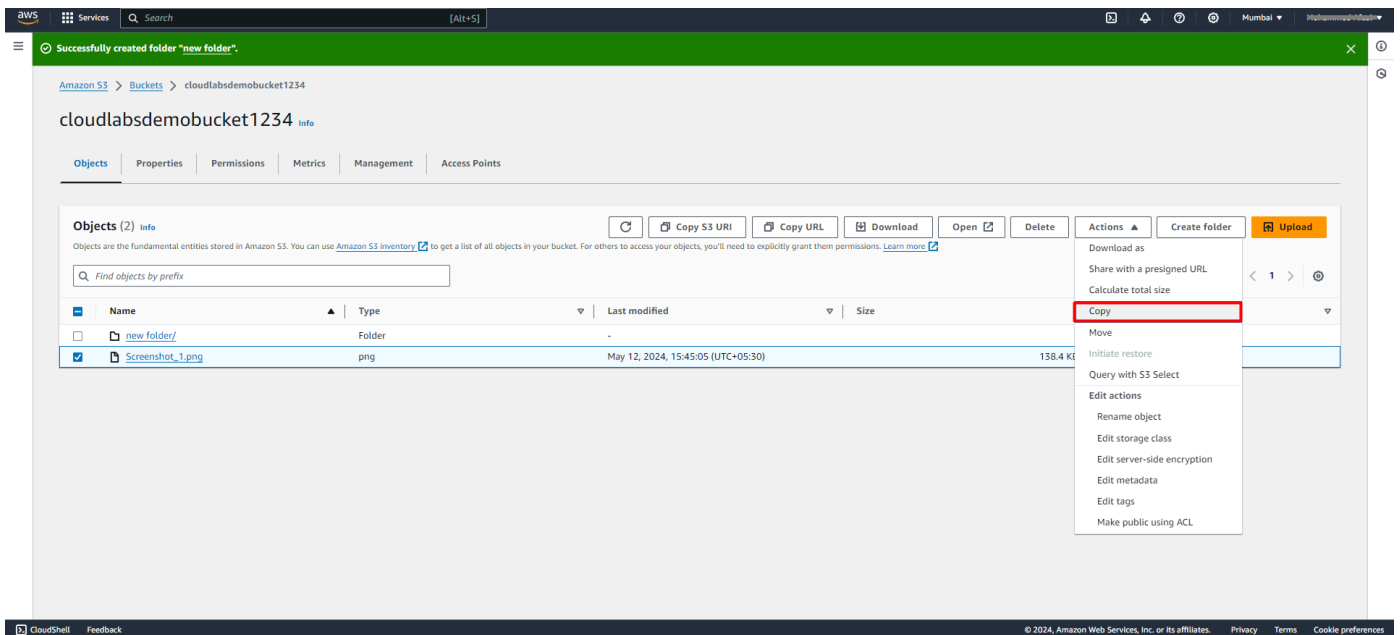 aws Services Search [Alt+S] Mumbai
Successfully created folder "new folder".
Amazon S3 > Buckets > cloudlabsdemobucket1234
cloudlabsdemobucket1234 Info
Objects Properties Permissions Metrics Management Access Points
Objects (2) Info Copy S3 URI Copy URL Download Open Delete Actions Create folder Upload
Objects are the fundamental entities stored in Amazon S3. You can use Amazon S3 inventory to get a list of all objects in your bucket. For others to access your objects, you'll need to explicitly grant them permissions. Learn more
Find objects by prefix
< 1 >
Name Type Last modified Size
new folder/ Folder -
Screenshot_1.png png May 12, 2024, 15:45:05 (UTC+05:30) 138.4 KB
Download as
Share with a presigned URL
Calculate total size
Copy
Move
Initiate restore
Query with S3 Select
Edit actions
Rename object
Edit storage class
Edit server-side encryption
Edit metadata
Edit tags
Make public using ACL
CloudShell Feedback © 2024, Amazon Web Services, Inc. or its affiliates. Privacy Terms Cookie preferences